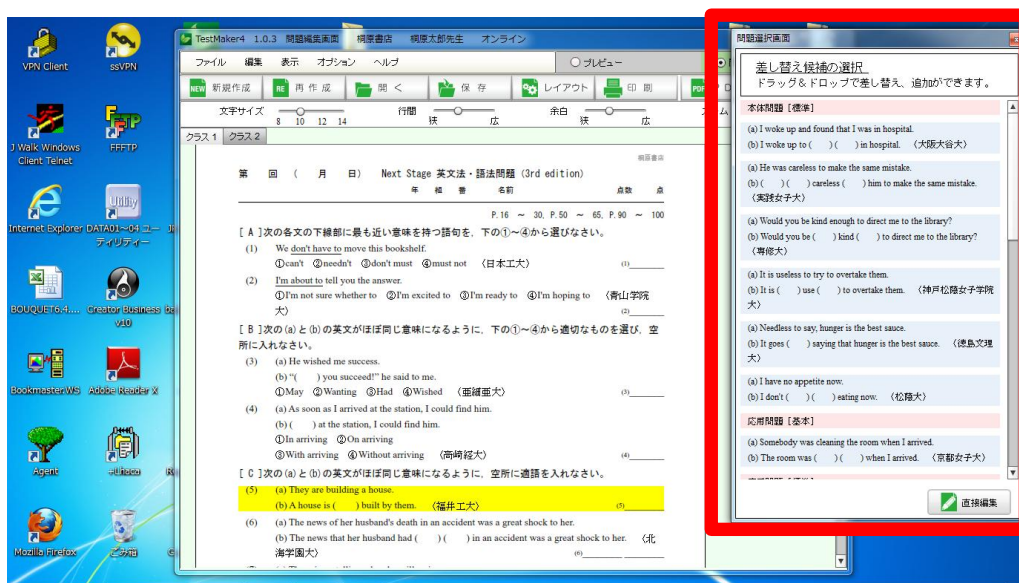 VPN Client
ssVPN
J Walk Windows Client Telnet
FFFTP
Internet Explorer
DATA01～04 ユーティリティー
BOUQUET6.4....
Creator Business v10
Bookmaster.WSI
Adobe Reader X
Agent
Mozilla Firefox
ごみ箱
TestMaker4 1.0.3 問題編集画面 桐原書店 桐原太郎先生 オンライン
ファイル 編集 表示 オプション ヘルプ
プレビュー
NEW 新規作成 RE 再作成 開く 保存 レイアウト 印刷 PDF
文字サイズ 8 10 12 14 行間 狭 広 余白 狭 広
クラス1 クラス2
桐原書店
第 回 ( 月 日) Next Stage 英文法・語法問題 (3rd edition)
年 組 番 名前 点数 点
P.16 ～ 30, P.50 ～ 65, P.90 ～ 100
[ A ]次の各文の下線部に最も近い意味を持つ語句を、下の①～④から選びなさい。
(1) We don't have to move this bookshelf.
①can't ②needn't ③don't must ④must not 〈日本工大〉 (1)
(2) I'm about to tell you the answer.
①I'm not sure whether to ②I'm excited to ③I'm ready to ④I'm hoping to 〈青山学院
大〉 (2)
[ B ]次の(a)と(b)の英文がほぼ同じ意味になるように、下の①～④から適切なものを選び、空
所に入れなさい。
(3) (a) He wished me success.
(b) “( ) you succeed!” he said to me.
①May ②Wanting ③Had ④Wished 〈亜細亜大〉 (3)
(4) (a) As soon as I arrived at the station, I could find him.
(b) ( ) at the station, I could find him.
①In arriving ②On arriving
③With arriving ④Without arriving 〈高崎経大〉 (4)
[ C ]次の(a)と(b)の英文がほぼ同じ意味になるように、空所に適語を入れなさい。
(5) (a) They are building a house.
(b) A house is ( ) built by them. 〈福井工大〉 (5)
(6) (a) The news of her husband's death in an accident was a great shock to her.
(b) The news that her husband had ( ) ( ) in an accident was a great shock to her. 〈北
海学園大〉 (6)
問題選択画面
差し替え候補の選択
ドラッグ＆ドロップで差し替え、追加ができます。
本体問題［標準］
(a) I woke up and found that I was in hospital.
(b) I woke up to ( ) ( ) in hospital. 〈大阪大谷大〉
(a) He was careless to make the same mistake.
(b) ( ) ( ) careless ( ) him to make the same mistake.
〈実践女子大〉
(a) Would you be kind enough to direct me to the library?
(b) Would you be ( ) kind ( ) to direct me to the library?
〈専修大〉
(a) It is useless to try to overtake them.
(b) It is ( ) use ( ) to overtake them. 〈神戸松蔭女子学院
大〉
(a) Needless to say, hunger is the best sauce.
(b) It goes ( ) saying that hunger is the best sauce. 〈徳島文理
大〉
(a) I have no appetite now.
(b) I don't ( ) ( ) eating now. 〈松蔭大〉
応用問題［基本］
(a) Somebody was cleaning the room when I arrived.
(b) The room was ( ) ( ) when I arrived. 〈京都女子大〉
直接編集